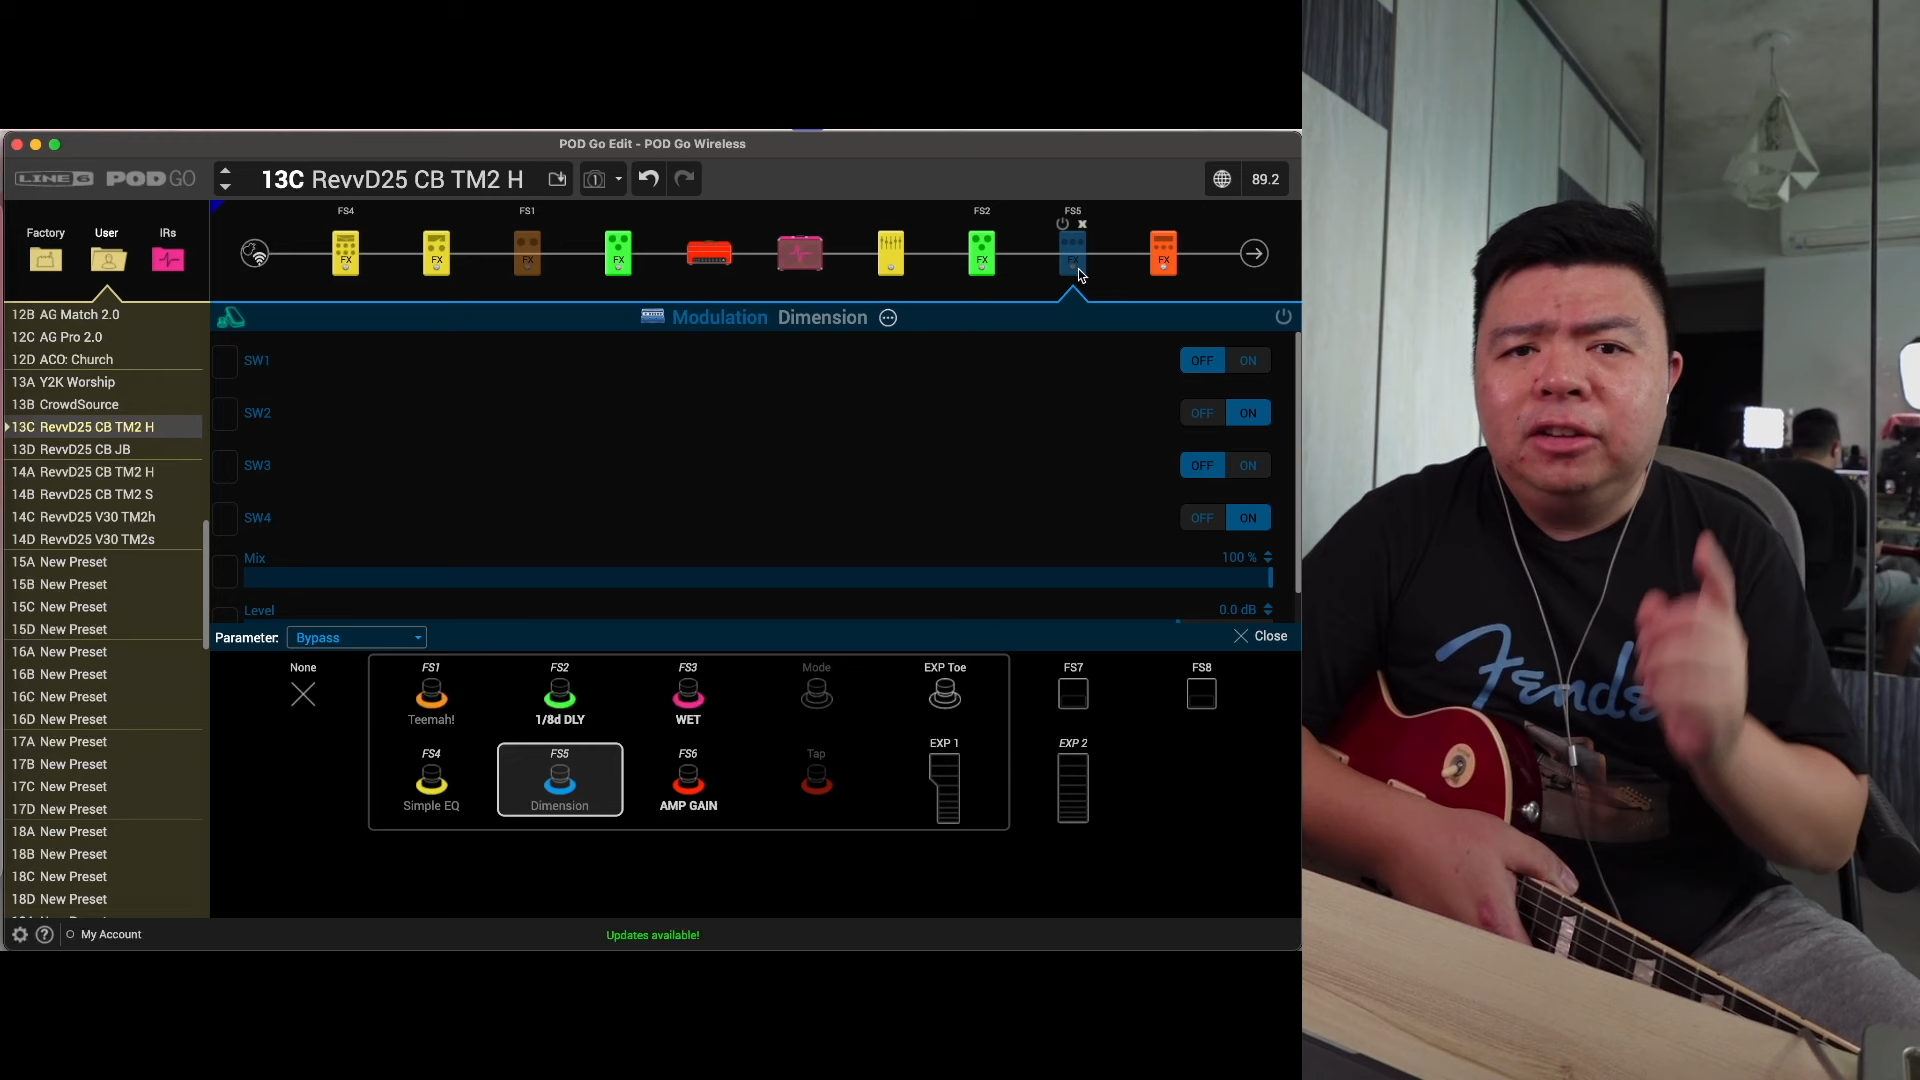 POD Go Edit - POD Go Wireless
LINE 6 POD GO
13C RevvD25 CB TM2 H
1
89.2
Factory
User
IRs
FS4
FS1
FS2
FS5
FX
FX
FX
FX
FX
FX
FX
Modulation Dimension
12B AG Match 2.0
12C AG Pro 2.0
12D ACO: Church
13A Y2K Worship
13B CrowdSource
13C RevvD25 CB TM2 H
13D RevvD25 CB JB
14A RevvD25 CB TM2 H
14B RevvD25 CB TM2 S
14C RevvD25 V30 TM2h
14D RevvD25 V30 TM2s
15A New Preset
15B New Preset
15C New Preset
15D New Preset
16A New Preset
16B New Preset
16C New Preset
16D New Preset
17A New Preset
17B New Preset
17C New Preset
17D New Preset
18A New Preset
18B New Preset
18C New Preset
18D New Preset
SW1 OFF ON
SW2 OFF ON
SW3 OFF ON
SW4 OFF ON
Mix 100 %
Level 0.0 dB
Parameter: Bypass Close
None
FS1
Teemah!
FS2
1/8d DLY
FS3
WET
Mode
EXP Toe
FS7
FS8
FS4
Simple EQ
FS5
Dimension
FS6
AMP GAIN
Tap
EXP 1
EXP 2
My Account
Updates available!
Fender